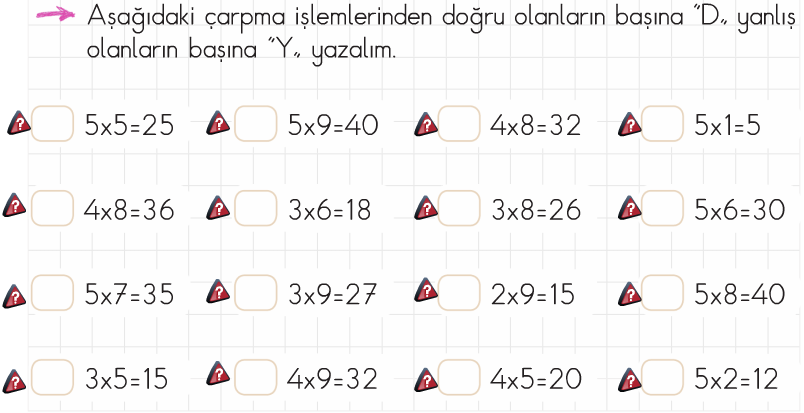 Aşağıdaki çarpma işlemlerinden doğru olanların başına “D„ yanlış
olanların başına “Y„ yazalım.
? 5x5=25 ? 5x9=40 ? 4x8=32 ? 5x1=5
? 4x8=36 ? 3x6=18 ? 3x8=26 ? 5x6=30
? 5x7=35 ? 3x9=27 ? 2x9=15 ? 5x8=40
? 3x5=15 ? 4x9=32 ? 4x5=20 ? 5x2=12